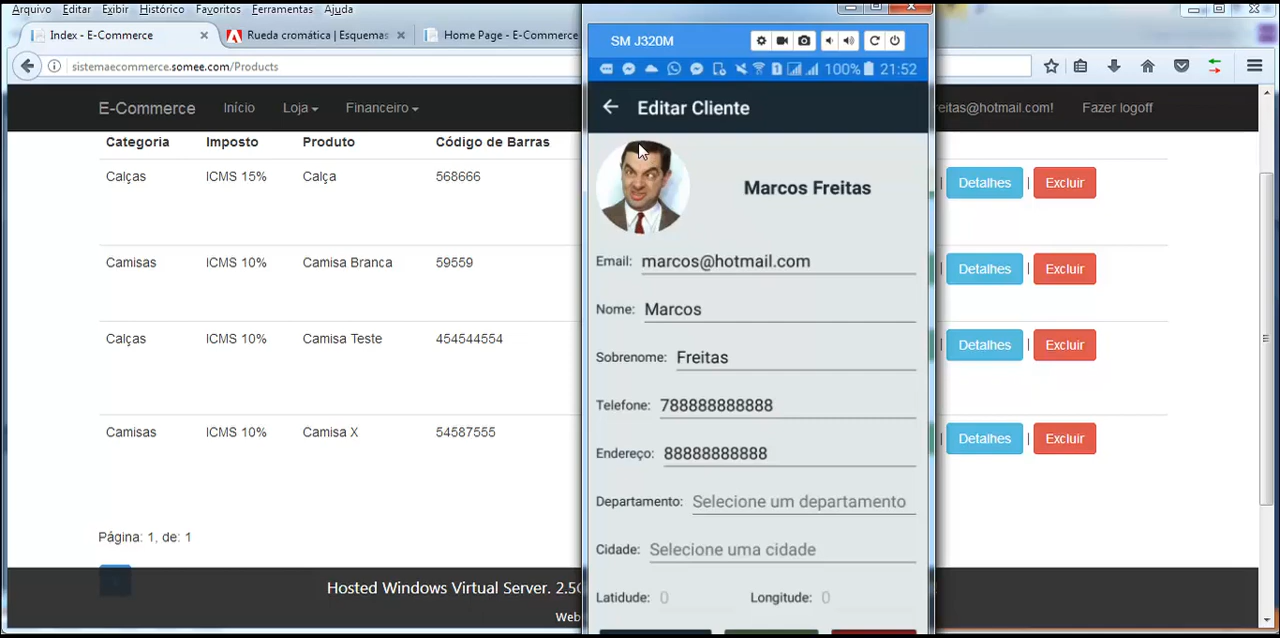 Arquivo Editar Exibir Histórico Favoritos Ferramentas Ajuda
Index - E-Commerce
Rueda cromática | Esquemas
Home Page - E-Commerce
sistemaecommerce.somee.com/Products
E-Commerce Início Loja Financeiro
reitas@hotmail.com! Fazer logoff
Categoria Imposto Produto Código de Barras
Calças ICMS 15% Calça 568666 | Detalhes | Excluir
Camisas ICMS 10% Camisa Branca 59559 | Detalhes | Excluir
Calças ICMS 10% Camisa Teste 454544554 | Detalhes | Excluir
Camisas ICMS 10% Camisa X 54587555 | Detalhes | Excluir
Página: 1, de: 1
Hosted Windows Virtual Server. 2.5G
Web
SM J320M
100% 21:52
Editar Cliente
Marcos Freitas
Email: marcos@hotmail.com
Nome: Marcos
Sobrenome: Freitas
Telefone: 788888888888
Endereço: 88888888888
Departamento: Selecione um departamento
Cidade: Selecione uma cidade
Latidude: 0 Longitude: 0